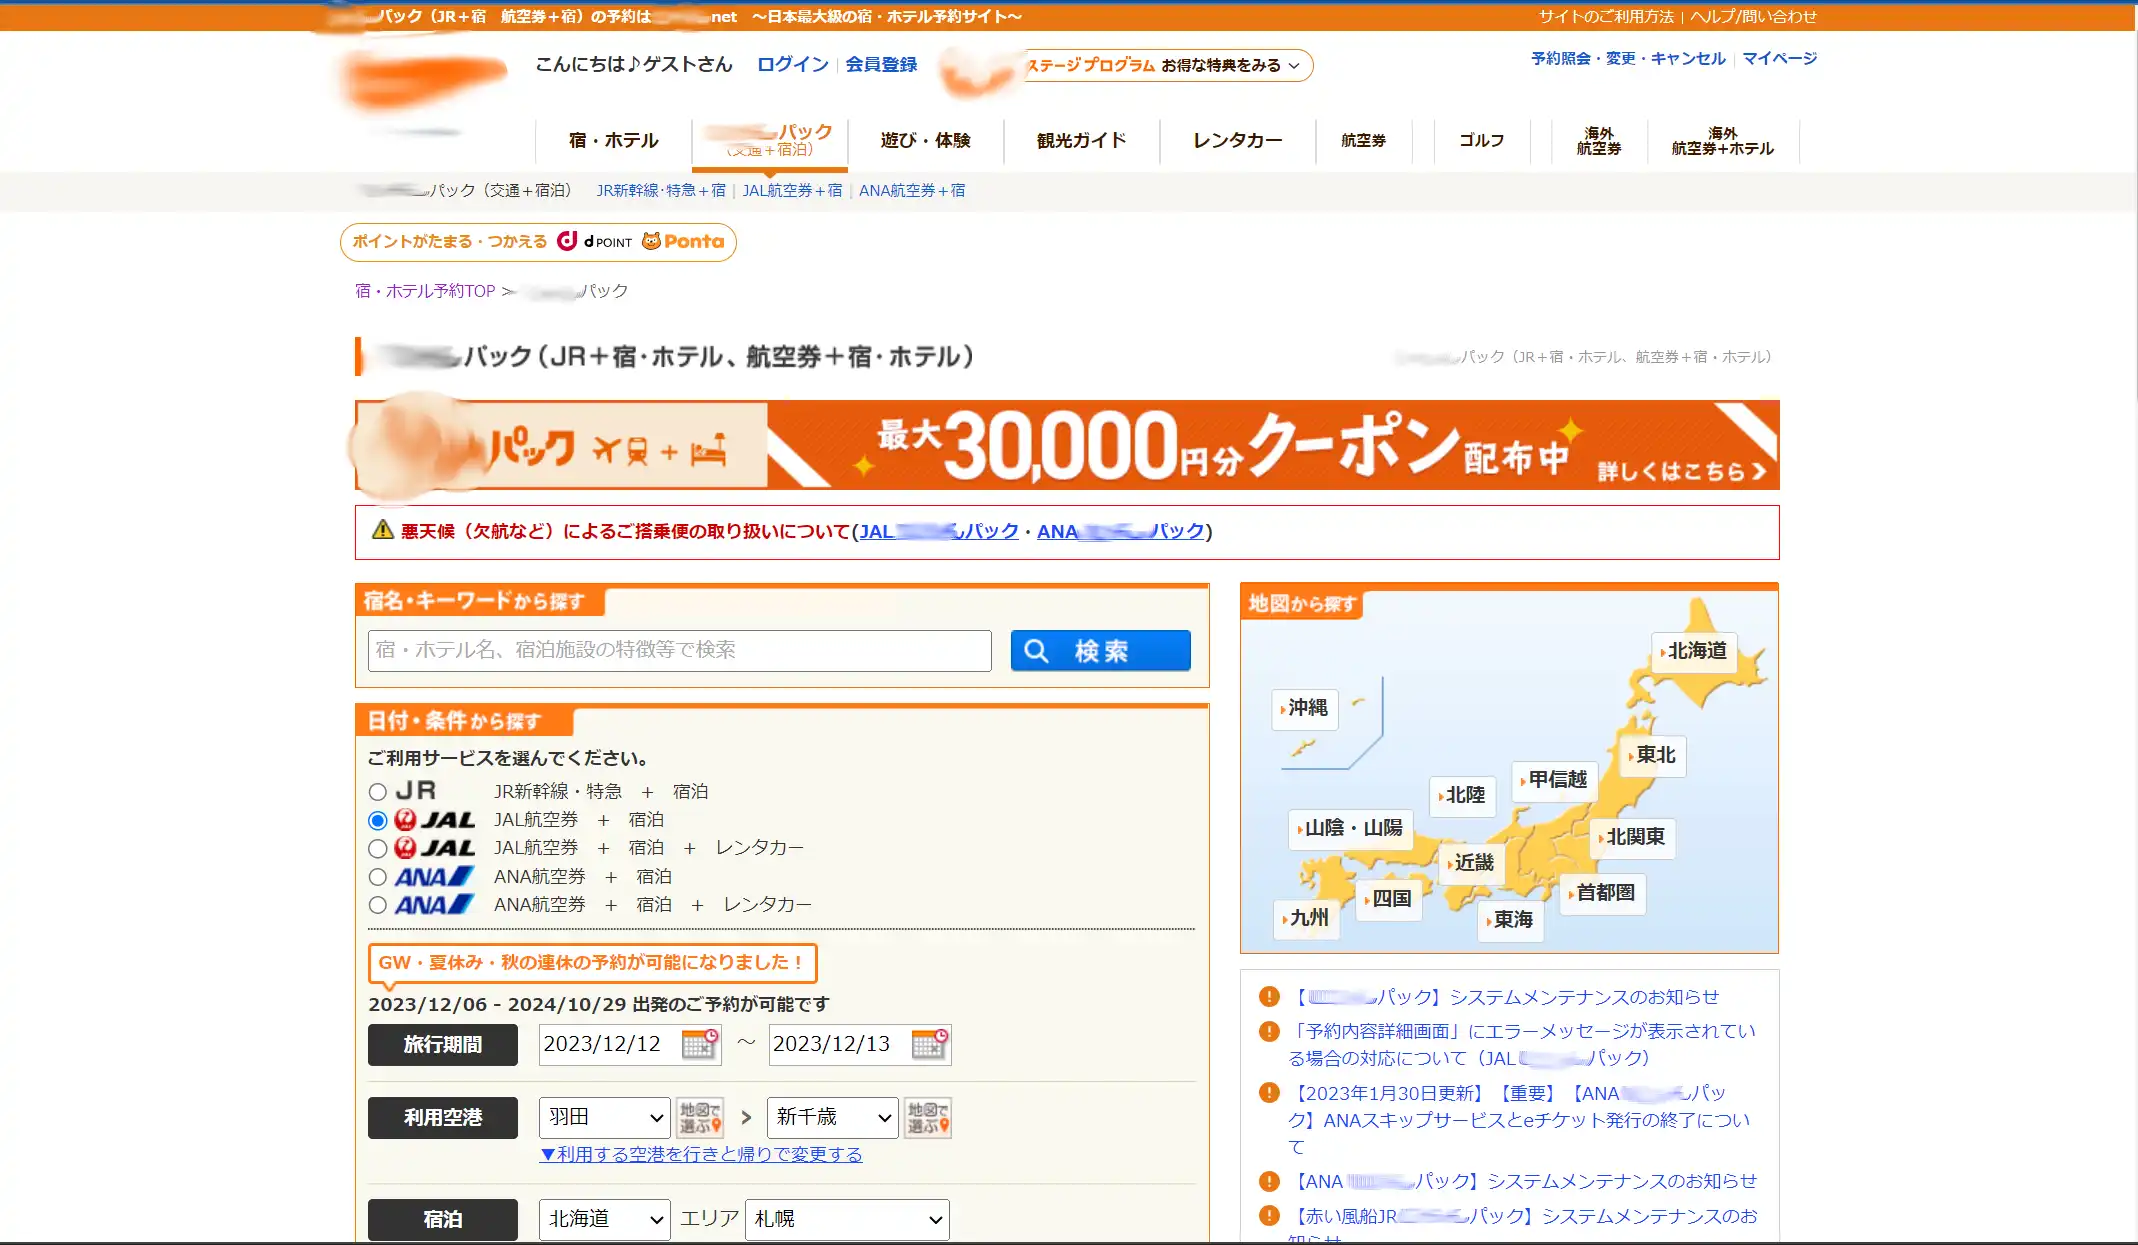 パック（JR＋宿　航空券＋宿）の予約は net　～日本最大級の宿・ホテル予約サイト～
サイトのご利用方法 | ヘルプ/問い合わせ
こんにちは♪ゲストさん　ログイン | 会員登録
ステージプログラム お得な特典をみる
予約照会・変更・キャンセル | マイページ
宿・ホテル
パック
（交通＋宿泊）
遊び・体験
観光ガイド
レンタカー
航空券
ゴルフ
海外
航空券
海外
航空券+ホテル
パック（交通＋宿泊）　JR新幹線･特急＋宿 | JAL航空券＋宿 | ANA航空券＋宿
ポイントがたまる・つかえる d POINT Ponta
宿・ホテル予約TOP > パック
パック（JR＋宿･ホテル、航空券＋宿･ホテル）
パック（JR＋宿・ホテル、航空券＋宿・ホテル）
パック ＋
最大30,000円分クーポン配布中
詳しくはこちら
悪天候（欠航など）によるご搭乗便の取り扱いについて(JAL パック・ANA パック)
宿名・キーワードから探す
宿・ホテル名、宿泊施設の特徴等で検索
検索
日付・条件から探す
ご利用サービスを選んでください。
JR　JR新幹線・特急　＋　宿泊
JAL　JAL航空券　＋　宿泊
JAL　JAL航空券　＋　宿泊　＋　レンタカー
ANA　ANA航空券　＋　宿泊
ANA　ANA航空券　＋　宿泊　＋　レンタカー
GW・夏休み・秋の連休の予約が可能になりました！
2023/12/06 - 2024/10/29 出発のご予約が可能です
旅行期間　2023/12/12　～　2023/12/13
利用空港　羽田　地図で選ぶ　>　新千歳　地図で選ぶ
▼利用する空港を行きと帰りで変更する
宿泊　北海道　エリア　札幌
地図から探す
北海道
沖縄
東北
甲信越
北陸
山陰・山陽
北関東
近畿
首都圏
四国
九州
東海
【 パック】システムメンテナンスのお知らせ
「予約内容詳細画面」にエラーメッセージが表示されてい
る場合の対応について（JAL パック）
【2023年1月30日更新】【重要】【ANA パッ
ク】ANAスキップサービスとeチケット発行の終了につい
て
【ANA パック】システムメンテナンスのお知らせ
【赤い風船JR パック】システムメンテナンスのお
知らせ